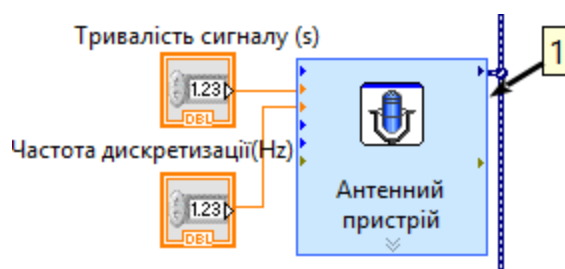 Тривалість сигналу (s)
1
1.23
DBL
Частота дискретизації(Hz)
1.23
DBL
Антенний
пристрій